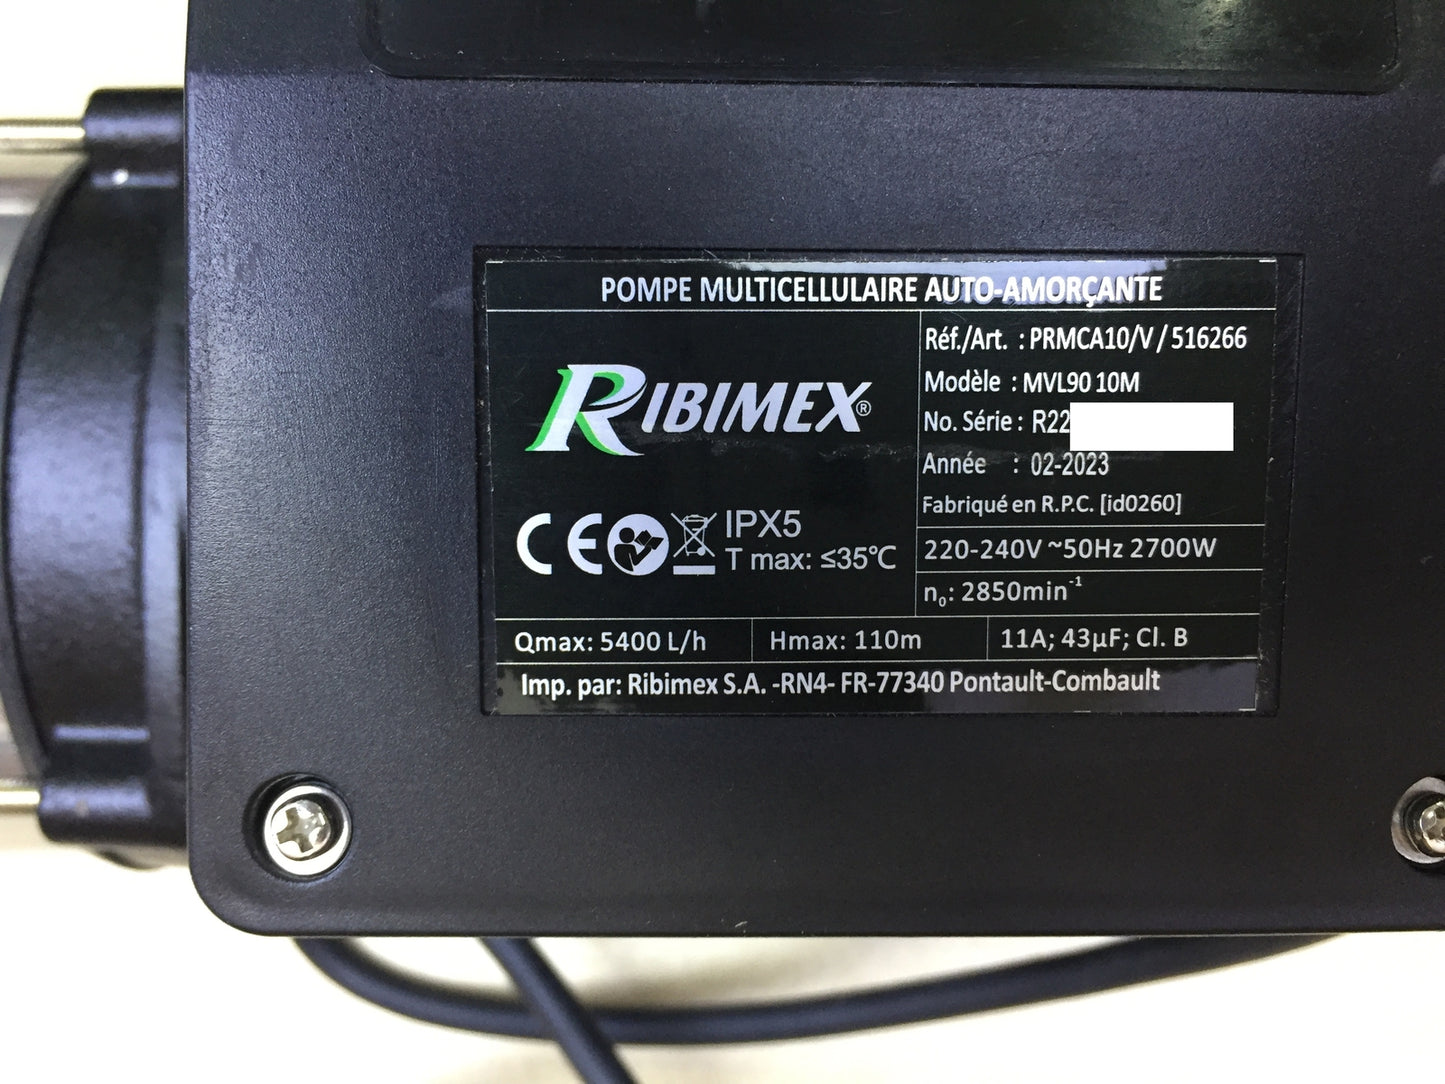 POMPE MULTICELLULAIRE AUTO-AMORÇANTE
RIBIMEX®
Réf./Art. : PRMCA10/V / 516266
Modèle : MVL90 10M
No. Série : R22
Année : 02-2023
Fabriqué en R.P.C. [id0260]
CE IPX5
T max: ≤35°C
220-240V ~50Hz 2700W
n₀: 2850min⁻¹
Qmax: 5400 L/h
Hmax: 110m
11A; 43µF; Cl. B
Imp. par: Ribimex S.A. -RN4- FR-77340 Pontault-Combault